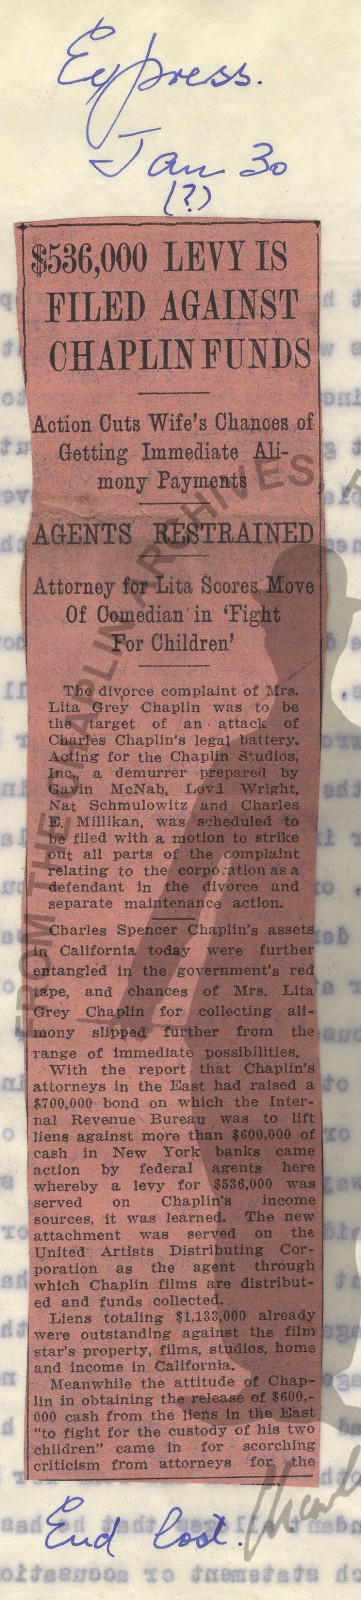 Express.
Jan 30
(?)
$536,000 LEVY IS
FILED AGAINST
CHAPLIN FUNDS
Action Cuts Wife's Chances of
Getting Immediate Ali-
mony Payments
AGENTS RESTRAINED
Attorney for Lita Scores Move
Of Comedian in 'Fight
For Children'
The divorce complaint of Mrs.
Lita Grey Chaplin was to be
the target of an attack of
Charles Chaplin's legal battery.
Acting for the Chaplin Studios,
Inc., a demurrer prepared by
Gavin McNab, Wright,
Nat Schmulowitz and Charles
E. Millikan, was scheduled to
be filed with a motion to strike
out all parts of the complaint
relating to the corporation as a
defendant in the divorce and
separate maintenance action.
Charles Spencer Chaplin's assets
in California today were further
entangled in the government's red
tape, and chances of Mrs. Lita
Grey Chaplin for collecting ali-
mony slipped further from the
range of immediate possibilities.
With the report that Chaplin's
attorneys in the East had raised a
$700,000 bond on which the Inter-
nal Revenue Bureau was to lift
liens against more than $600,000 of
cash in New York banks came
action by federal agents here
whereby a levy for $536,000 was
served on Chaplin's income
sources, it was learned. The new
attachment was served on the
United Artists Distributing Cor-
poration as the agent through
which Chaplin films are distribut-
ed and funds collected.
Liens totaling $1,133,000 already
were outstanding against the film
star's property, films, studios, home
and income in California.
Meanwhile the attitude of Chap-
lin in obtaining the release of $600,-
000 cash from the liens in the East
"to fight for the custody of his two
children" came in for scorching
criticism from attorneys for the
End lost.
FROM THE CHAPLIN ARCHIVES,